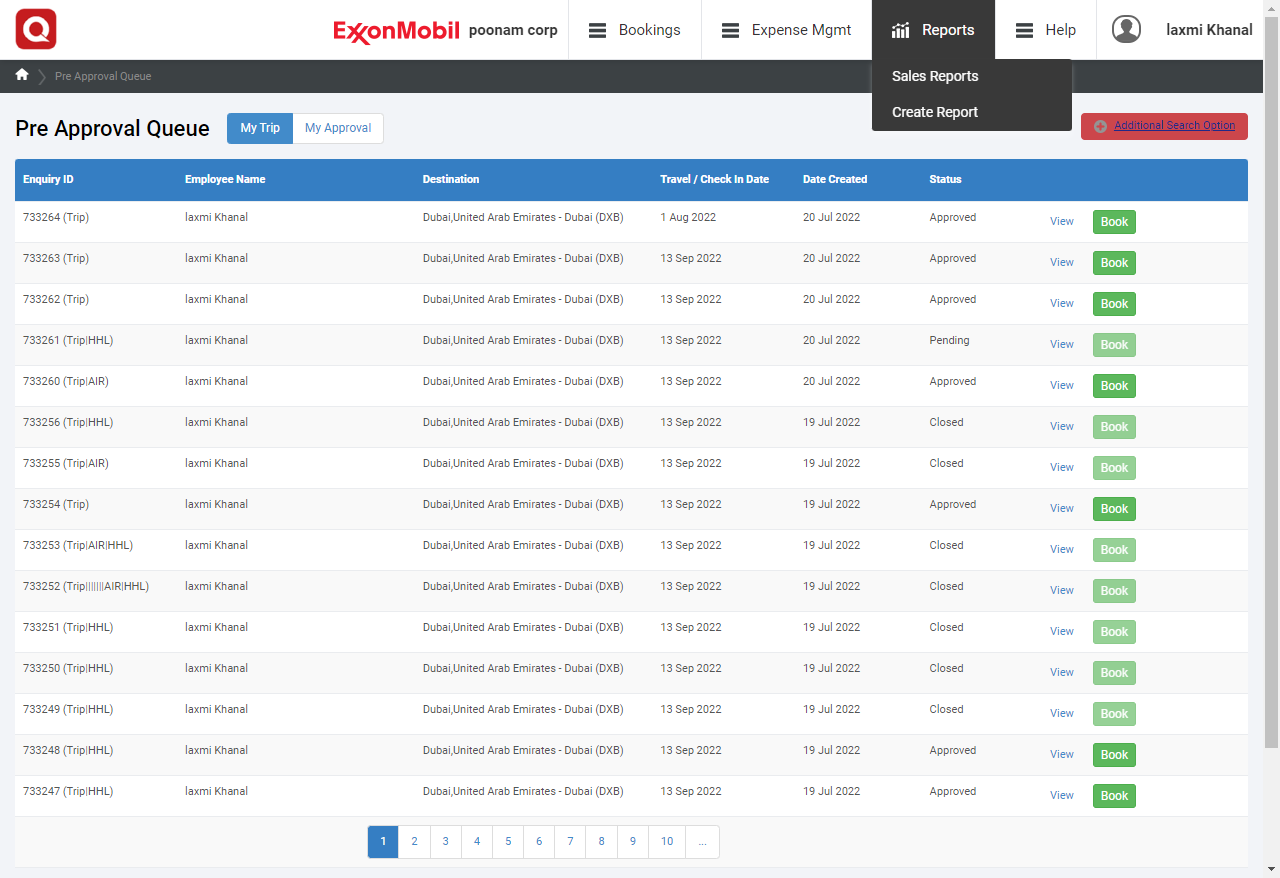 Q ExxonMobil poonam corp Bookings Expense Mgmt Reports Help laxmi Khanal
Pre Approval Queue
Sales Reports
Create Report
Pre Approval Queue My Trip My Approval Additional Search Option
Enquiry ID Employee Name Destination Travel / Check In Date Date Created Status
733264 (Trip) laxmi Khanal Dubai,United Arab Emirates - Dubai (DXB) 1 Aug 2022 20 Jul 2022 Approved View Book
733263 (Trip) laxmi Khanal Dubai,United Arab Emirates - Dubai (DXB) 13 Sep 2022 20 Jul 2022 Approved View Book
733262 (Trip) laxmi Khanal Dubai,United Arab Emirates - Dubai (DXB) 13 Sep 2022 20 Jul 2022 Approved View Book
733261 (Trip|HHL) laxmi Khanal Dubai,United Arab Emirates - Dubai (DXB) 13 Sep 2022 20 Jul 2022 Pending View Book
733260 (Trip|AIR) laxmi Khanal Dubai,United Arab Emirates - Dubai (DXB) 13 Sep 2022 20 Jul 2022 Approved View Book
733256 (Trip|HHL) laxmi Khanal Dubai,United Arab Emirates - Dubai (DXB) 13 Sep 2022 19 Jul 2022 Closed View Book
733255 (Trip|AIR) laxmi Khanal Dubai,United Arab Emirates - Dubai (DXB) 13 Sep 2022 19 Jul 2022 Closed View Book
733254 (Trip) laxmi Khanal Dubai,United Arab Emirates - Dubai (DXB) 13 Sep 2022 19 Jul 2022 Approved View Book
733253 (Trip|AIR|HHL) laxmi Khanal Dubai,United Arab Emirates - Dubai (DXB) 13 Sep 2022 19 Jul 2022 Closed View Book
733252 (Trip|||||||AIR|HHL) laxmi Khanal Dubai,United Arab Emirates - Dubai (DXB) 13 Sep 2022 19 Jul 2022 Closed View Book
733251 (Trip|HHL) laxmi Khanal Dubai,United Arab Emirates - Dubai (DXB) 13 Sep 2022 19 Jul 2022 Closed View Book
733250 (Trip|HHL) laxmi Khanal Dubai,United Arab Emirates - Dubai (DXB) 13 Sep 2022 19 Jul 2022 Closed View Book
733249 (Trip|HHL) laxmi Khanal Dubai,United Arab Emirates - Dubai (DXB) 13 Sep 2022 19 Jul 2022 Closed View Book
733248 (Trip|HHL) laxmi Khanal Dubai,United Arab Emirates - Dubai (DXB) 13 Sep 2022 19 Jul 2022 Approved View Book
733247 (Trip|HHL) laxmi Khanal Dubai,United Arab Emirates - Dubai (DXB) 13 Sep 2022 19 Jul 2022 Approved View Book
1 2 3 4 5 6 7 8 9 10 ...